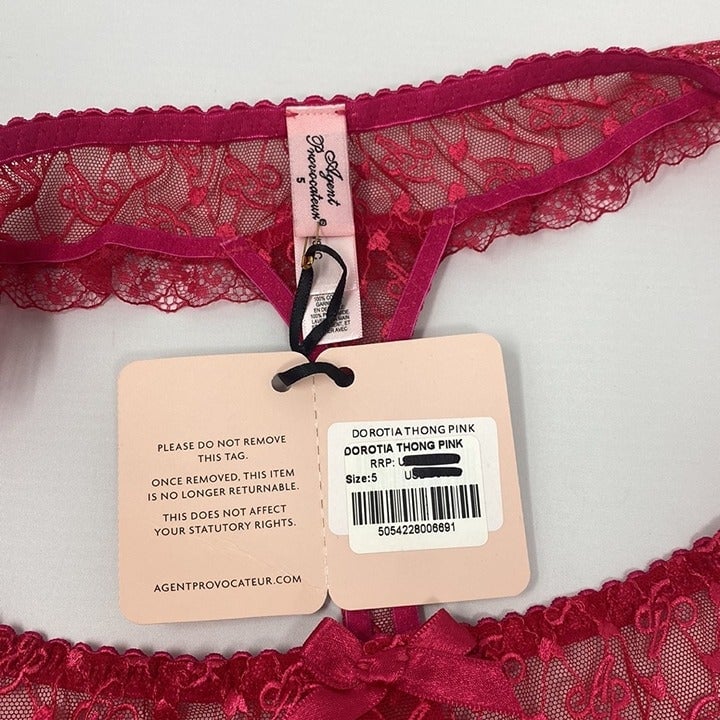 Agent
Provocateur®
5
100%
PLEASE DO NOT REMOVE
THIS TAG.
ONCE REMOVED, THIS ITEM
IS NO LONGER RETURNABLE.
THIS DOES NOT AFFECT
YOUR STATUTORY RIGHTS.
AGENTPROVOCATEUR.COM
DOROTIA THONG PINK
DOROTIA THONG PINK
RRP:
Size:5
5054228006691